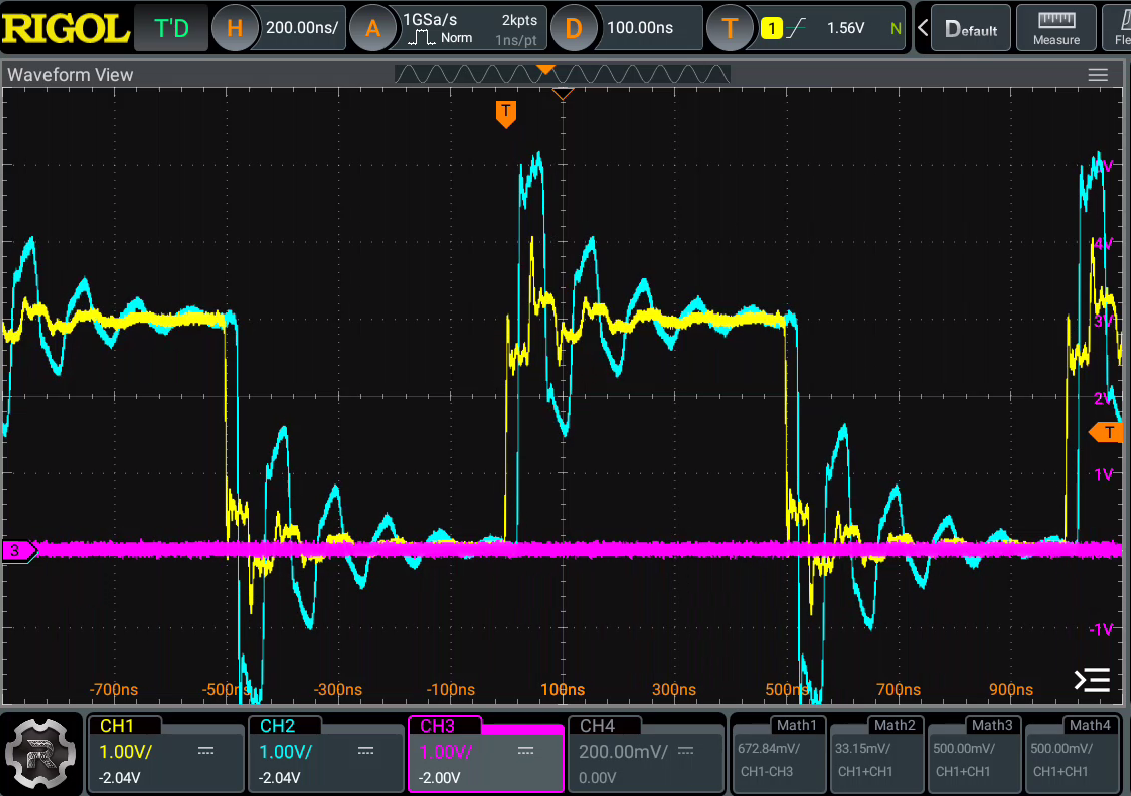 RIGOL T'D H 200.00ns/ A 1GSa/s 2kpts Norm 1ns/pt D 100.00ns T 1 1.56V N Default Measure
Waveform View
T
4V
3V
2V
T
1V
3
-1V
-700ns -500ns -300ns -100ns 100ns 300ns 500ns 700ns 900ns
CH1 CH2 CH3 CH4 Math1 Math2 Math3 Math4
1.00V/ 1.00V/ 1.00V/ 200.00mV/ 672.84mV/ 33.15mV/ 500.00mV/ 500.00mV/
-2.04V -2.04V -2.00V 0.00V CH1-CH3 CH1+CH1 CH1+CH1 CH1+CH1